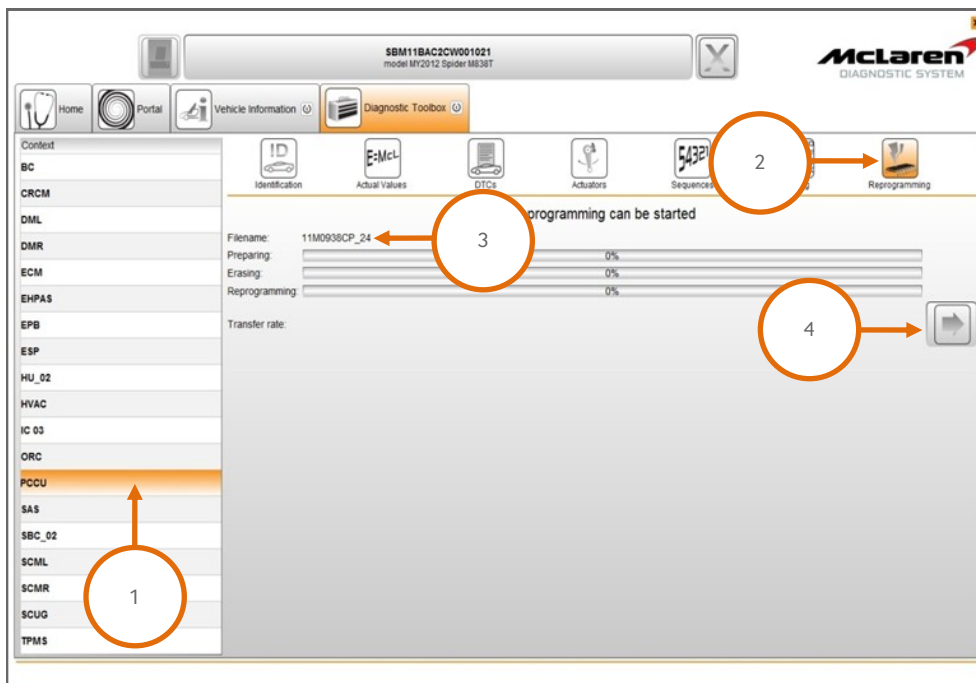 SBM11BAC2CW001021
model MY2012 Spider M838T
McLaren
DIAGNOSTIC SYSTEM
Home
Portal
Vehicle Information
Diagnostic Toolbox
Context
BC
CRCM
DML
DMR
ECM
EHPAS
EPB
ESP
HU_02
HVAC
IC 03
ORC
PCCU
SAS
SBC_02
SCML
SCMR
SCUG
TPMS
ID
Identification
E=McL
Actual Values
DTCs
Actuators
5432
Sequences
2
Reprogramming
programming can be started
Filename: 11M0938CP_24
3
Preparing: 0%
Erasing: 0%
Reprogramming: 0%
Transfer rate:
4
1